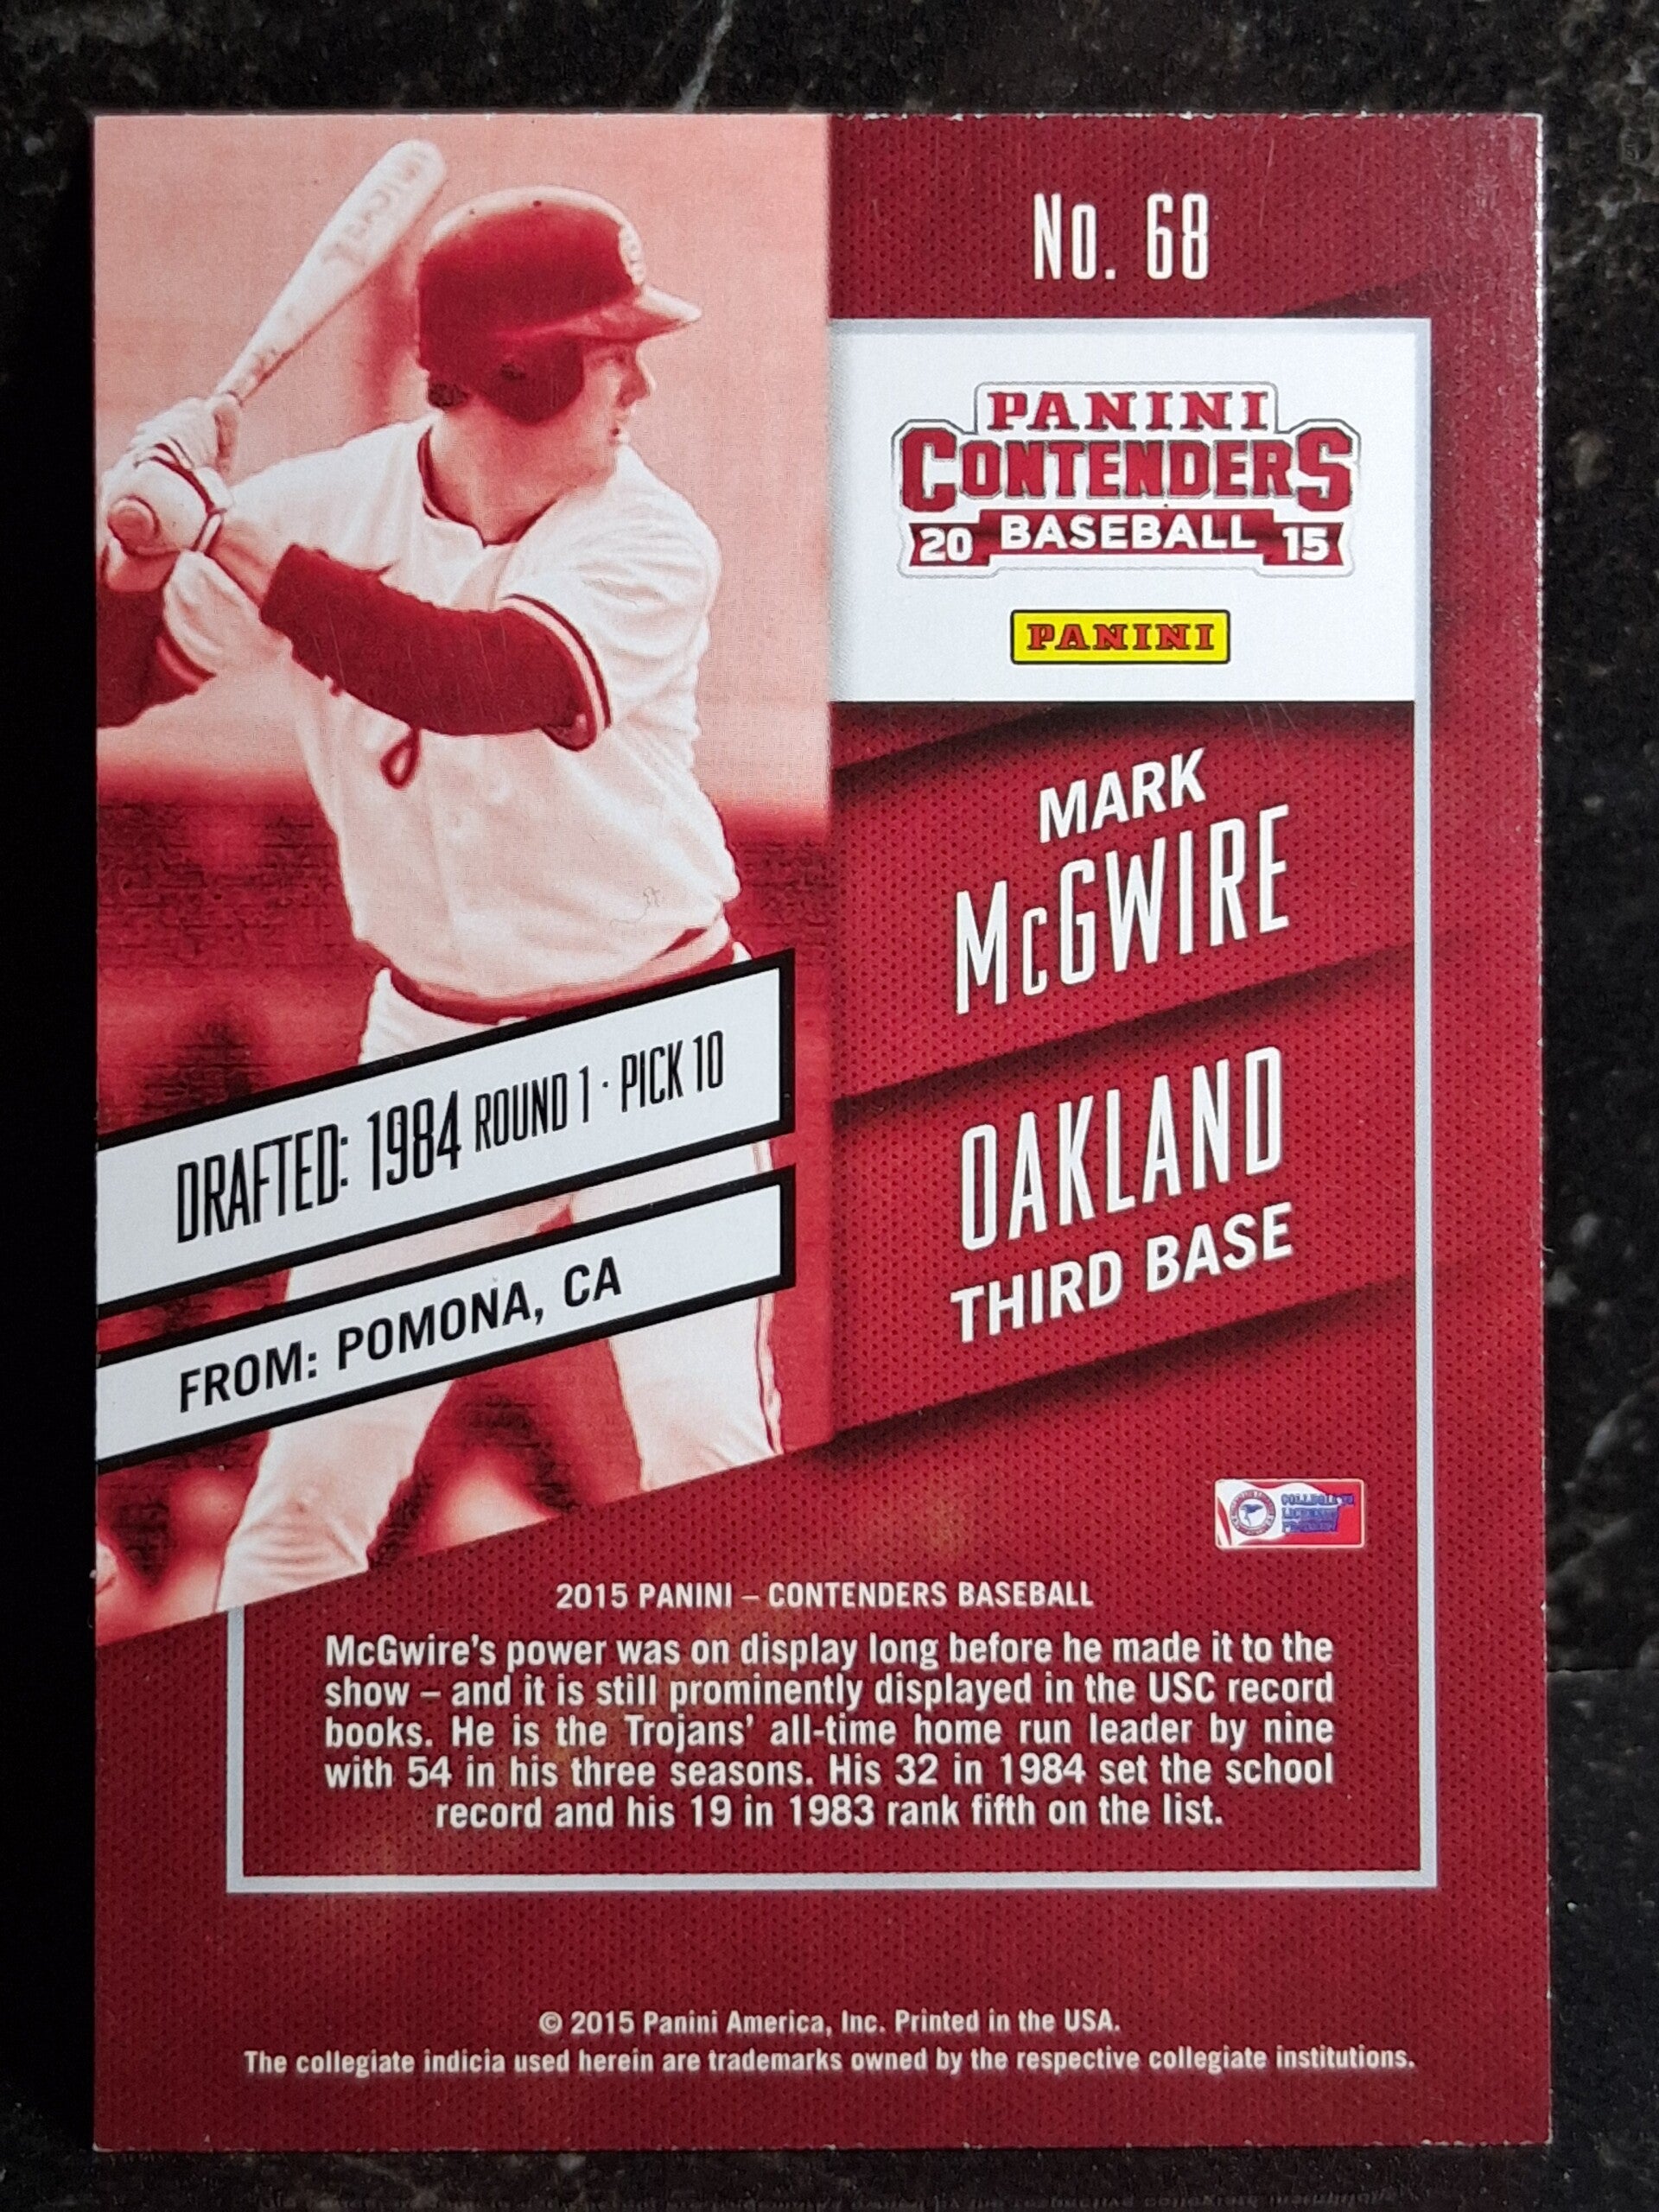 No. 68
PANINI
CONTENDERS
20 BASEBALL 15
PANINI
MARK
McGWIRE
OAKLAND
THIRD BASE
DRAFTED: 1984 ROUND 1 · PICK 10
FROM: POMONA, CA
2015 PANINI – CONTENDERS BASEBALL
McGwire's power was on display long before he made it to the
show – and it is still prominently displayed in the USC record
books. He is the Trojans' all-time home run leader by nine
with 54 in his three seasons. His 32 in 1984 set the school
record and his 19 in 1983 rank fifth on the list.
© 2015 Panini America, Inc. Printed in the USA.
The collegiate indicia used herein are trademarks owned by the respective collegiate institutions.